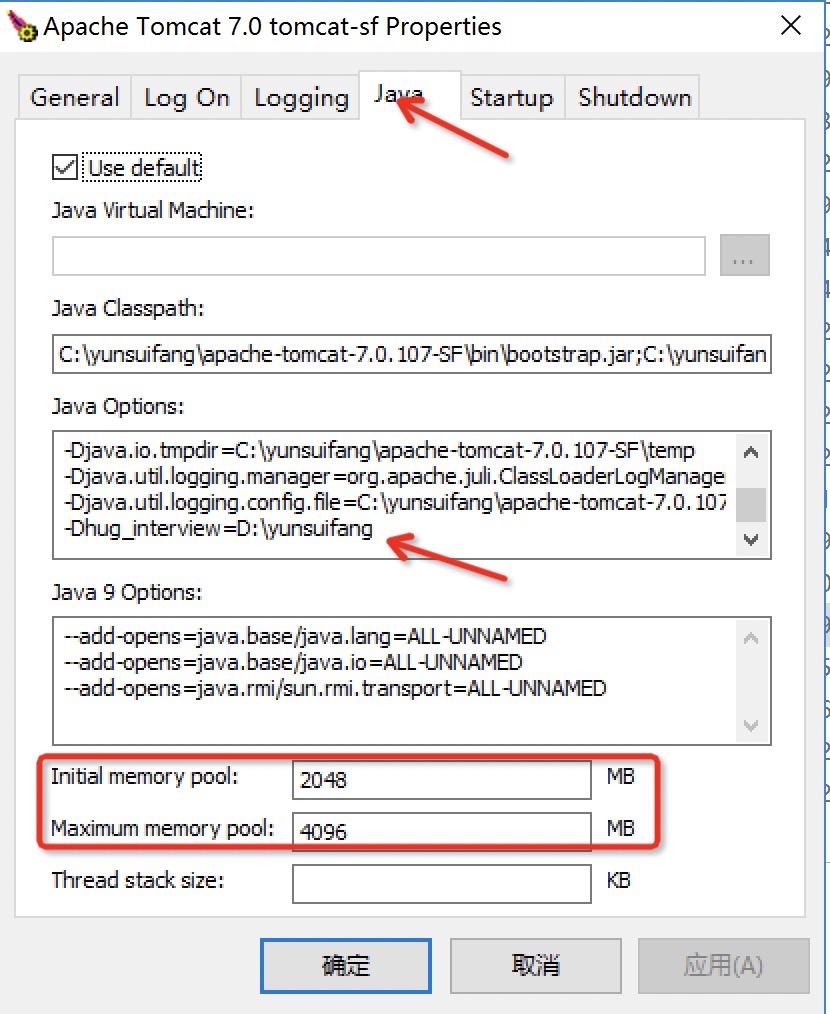 Apache Tomcat 7.0 tomcat-sf Properties
General Log On Logging Java Startup Shutdown
Use default
Java Virtual Machine:
...
Java Classpath:
C:\yunsuifang\apache-tomcat-7.0.107-SF\bin\bootstrap.jar;C:\yunsuifan
Java Options:
-Djava.io.tmpdir=C:\yunsuifang\apache-tomcat-7.0.107-SF\temp
-Djava.util.logging.manager=org.apache.juli.ClassLoaderLogManage
-Djava.util.logging.config.file=C:\yunsuifang\apache-tomcat-7.0.107
-Dhug_interview=D:\yunsuifang
Java 9 Options:
--add-opens=java.base/java.lang=ALL-UNNAMED
--add-opens=java.base/java.io=ALL-UNNAMED
--add-opens=java.rmi/sun.rmi.transport=ALL-UNNAMED
Initial memory pool: 2048 MB
Maximum memory pool: 4096 MB
Thread stack size: KB
确定 取消 应用(A)